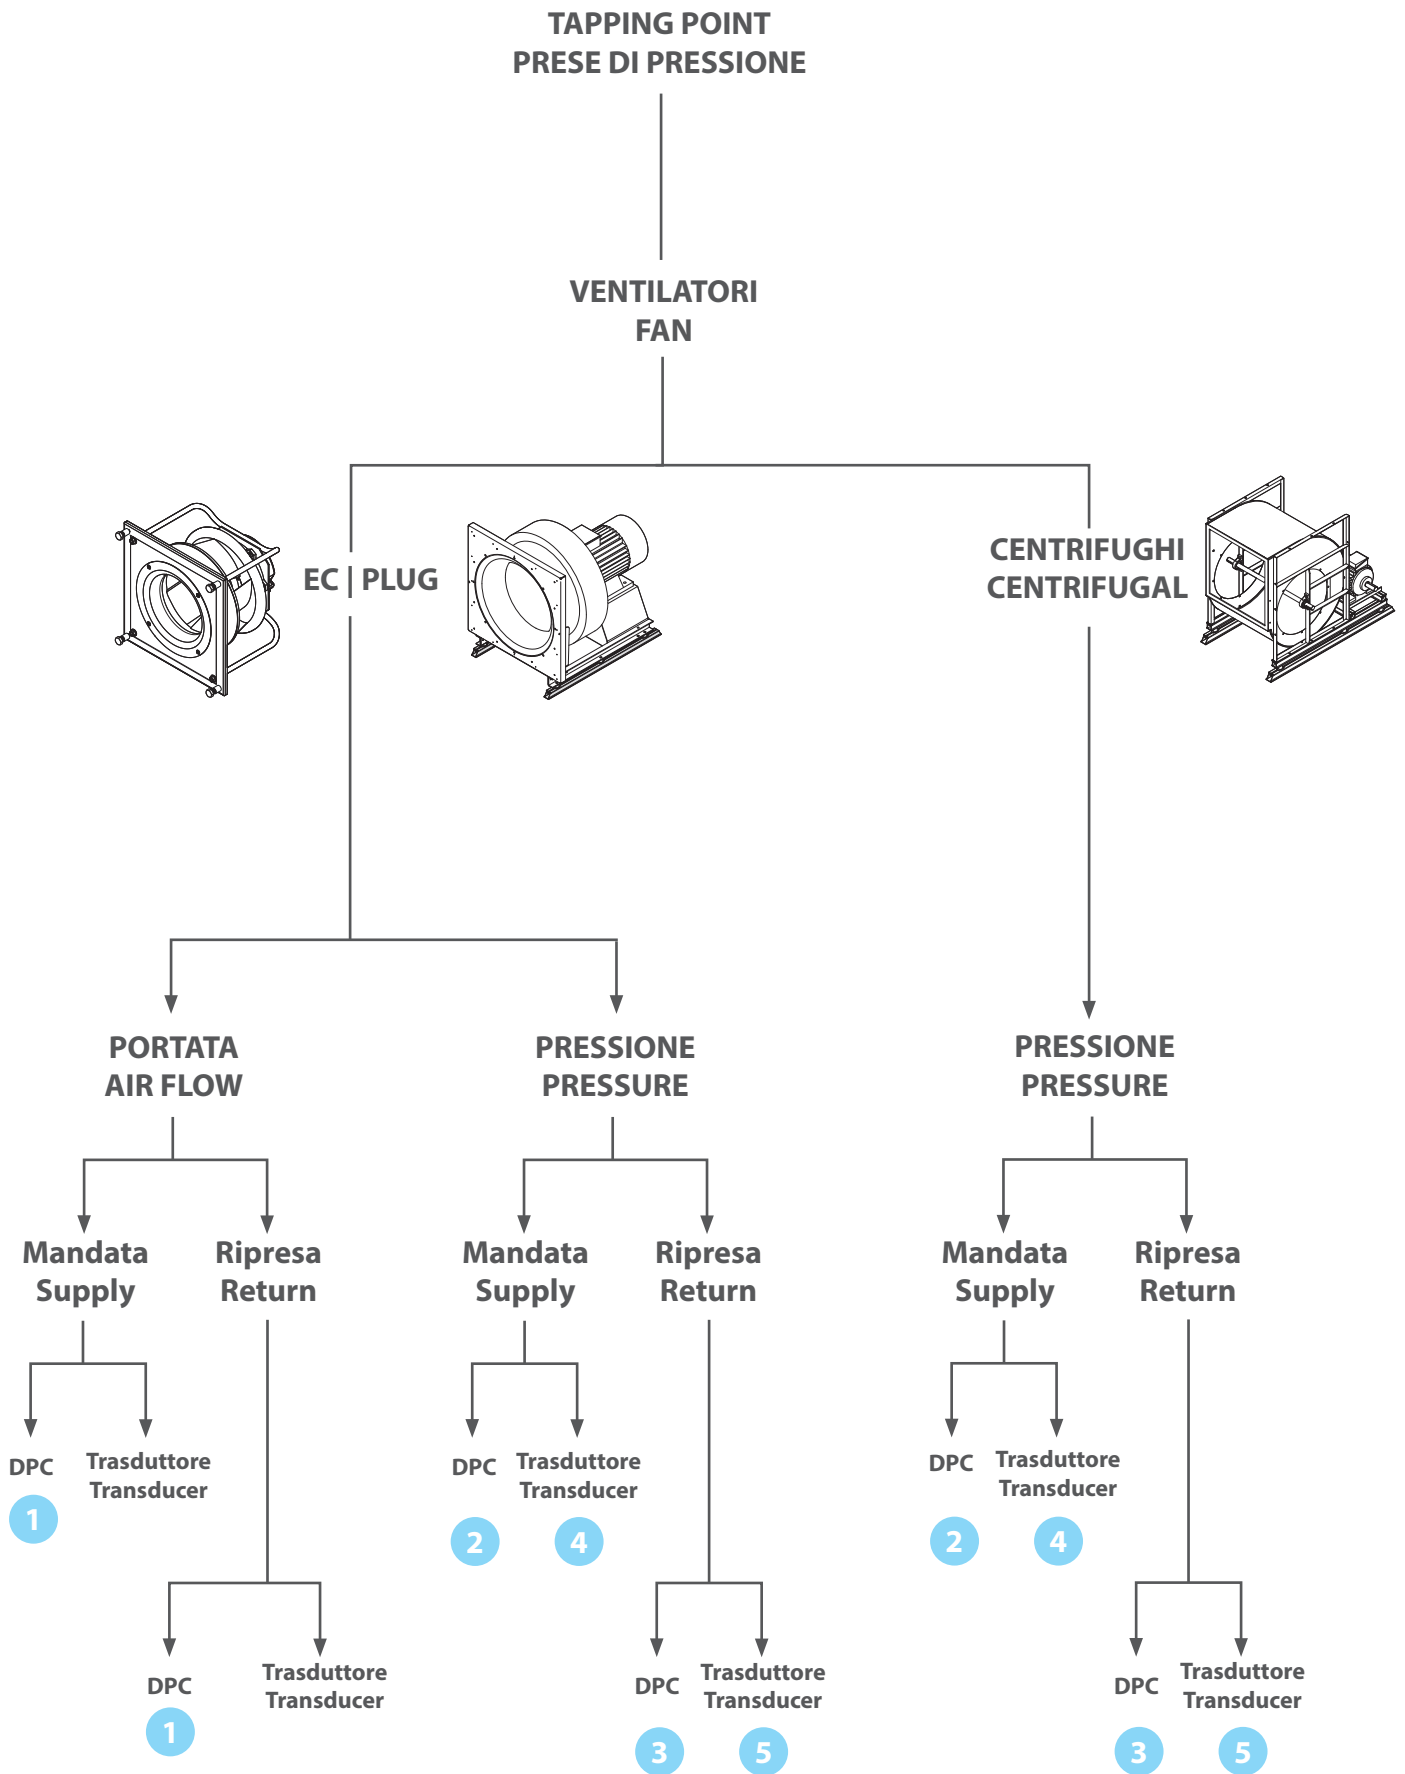 TAPPING POINT
PRESE DI PRESSIONE
VENTILATORI
FAN
EC | PLUG
CENTRIFUGHI
CENTRIFUGAL
PORTATA
AIR FLOW
PRESSIONE
PRESSURE
PRESSIONE
PRESSURE
Mandata
Supply
Ripresa
Return
Mandata
Supply
Ripresa
Return
Mandata
Supply
Ripresa
Return
DPC
1
Trasduttore
Transducer
DPC
2
Trasduttore
Transducer
4
DPC
2
Trasduttore
Transducer
4
DPC
1
Trasduttore
Transducer
DPC
3
Trasduttore
Transducer
5
DPC
3
Trasduttore
Transducer
5